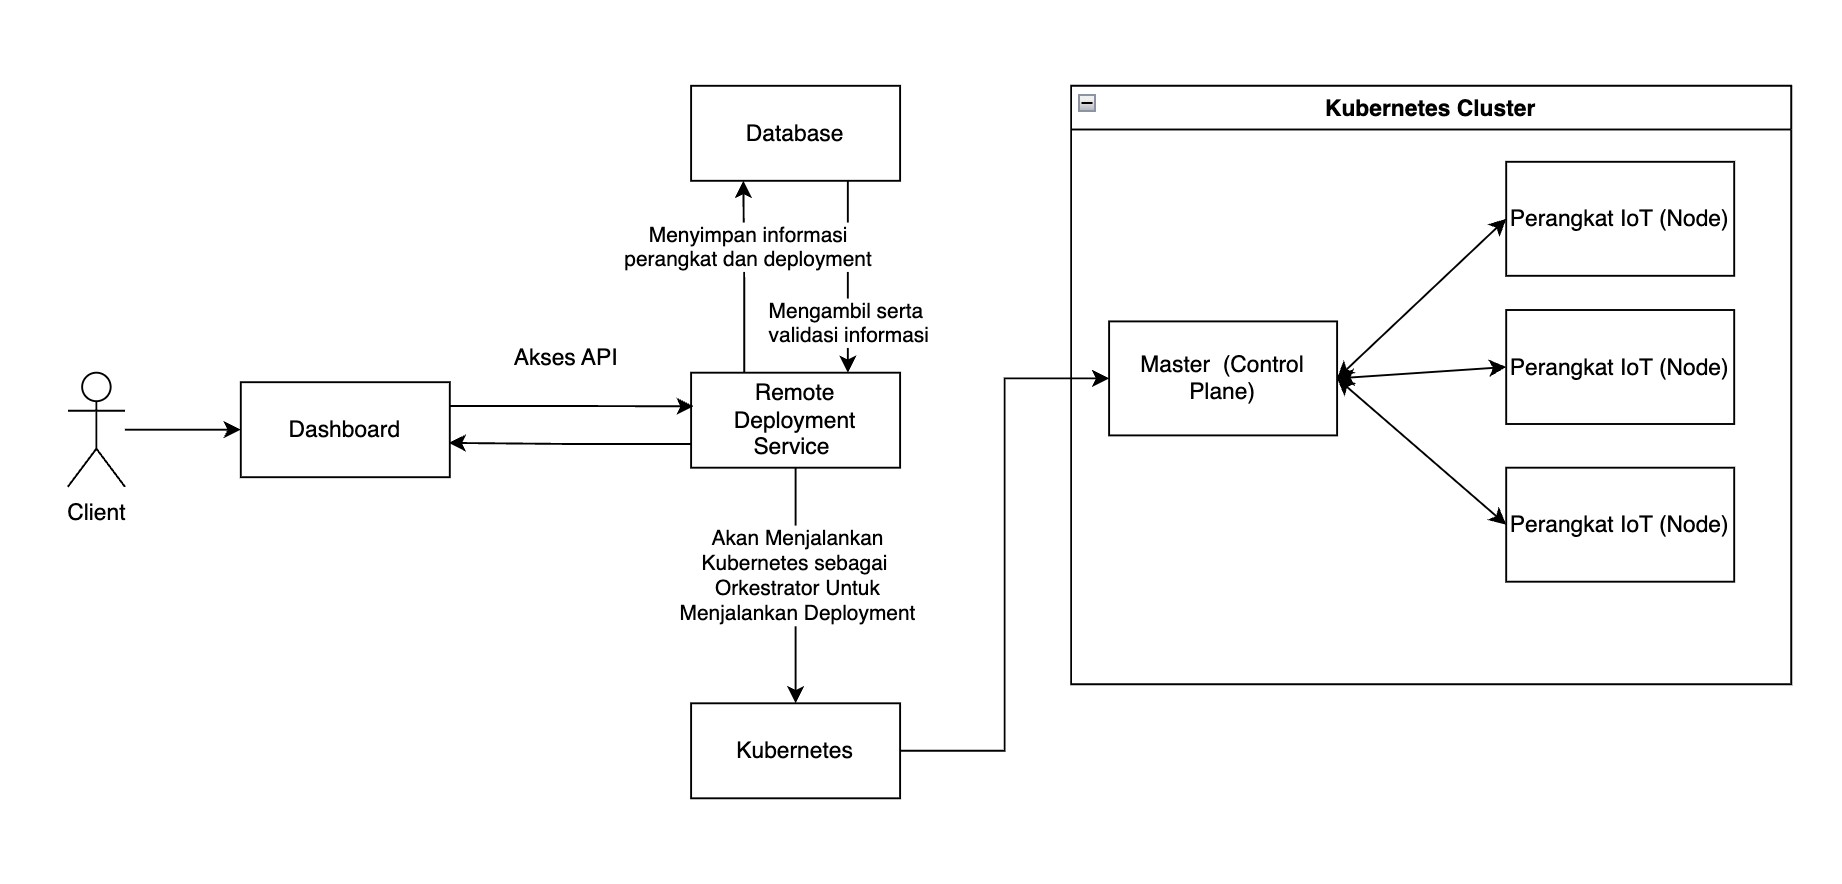 Database
Menyimpan informasi
perangkat dan deployment
Mengambil serta
validasi informasi
Akses API
Client
Dashboard
Remote
Deployment
Service
Akan Menjalankan
Kubernetes sebagai
Orkestrator Untuk
Menjalankan Deployment
Kubernetes
Kubernetes Cluster
Master (Control
Plane)
Perangkat IoT (Node)
Perangkat IoT (Node)
Perangkat IoT (Node)